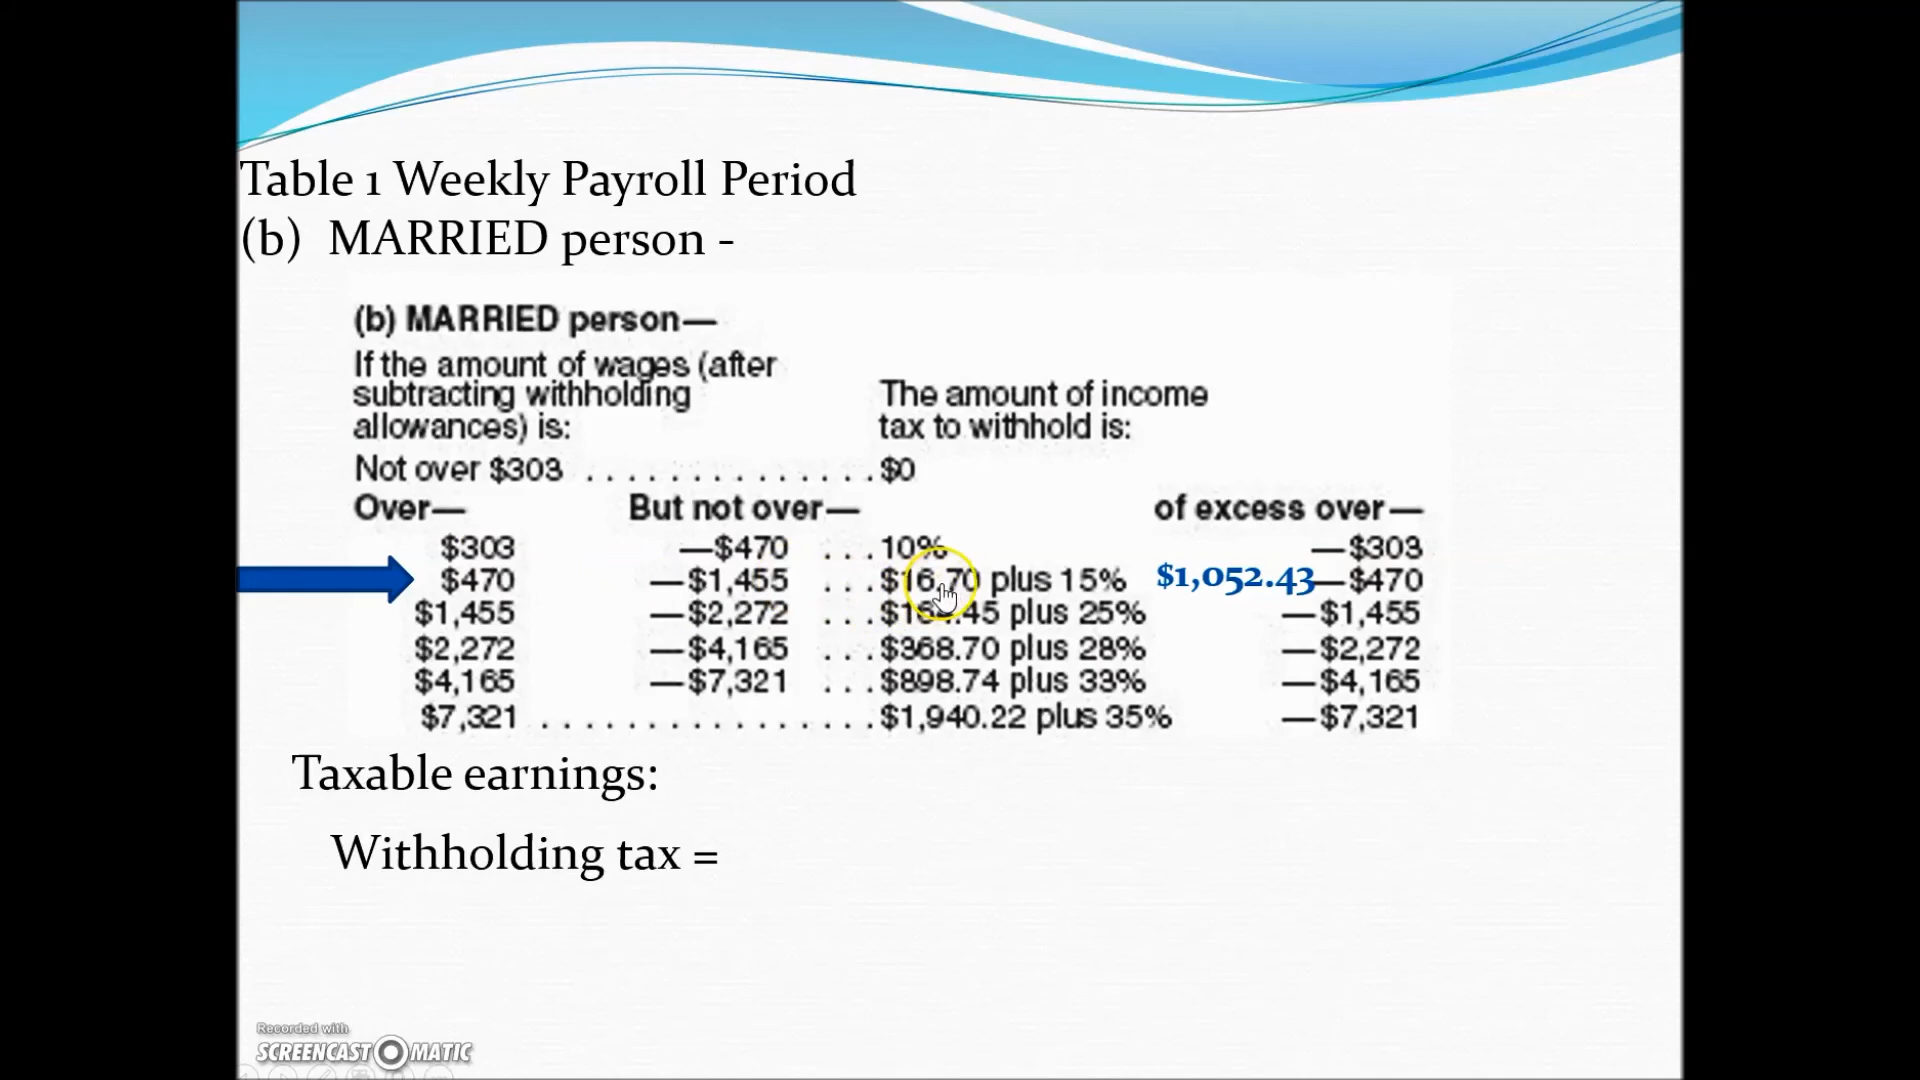 Table 1 Weekly Payroll Period
(b) MARRIED person -
(b) MARRIED person—
If the amount of wages (after
subtracting withholding
allowances) is:
The amount of income
tax to withhold is:
Not over $303 . . . . . . . . . . . . . . $0
Over— But not over— of excess over—
$303 —$470 . . . 10% —$303
$470 —$1,455 . . . $16.70 plus 15% $1,052.43 —$470
$1,455 —$2,272 . . . plus 25% —$1,455
$2,272 —$4,165 . . . $368.70 plus 28% —$2,272
$4,165 —$7,321 . . . $898.74 plus 33% —$4,165
$7,321 . . . . . . . . . . . . . . . . . $1,940.22 plus 35% —$7,321
Taxable earnings:
Withholding tax =
Recorded with
SCREENCAST-O-MATIC